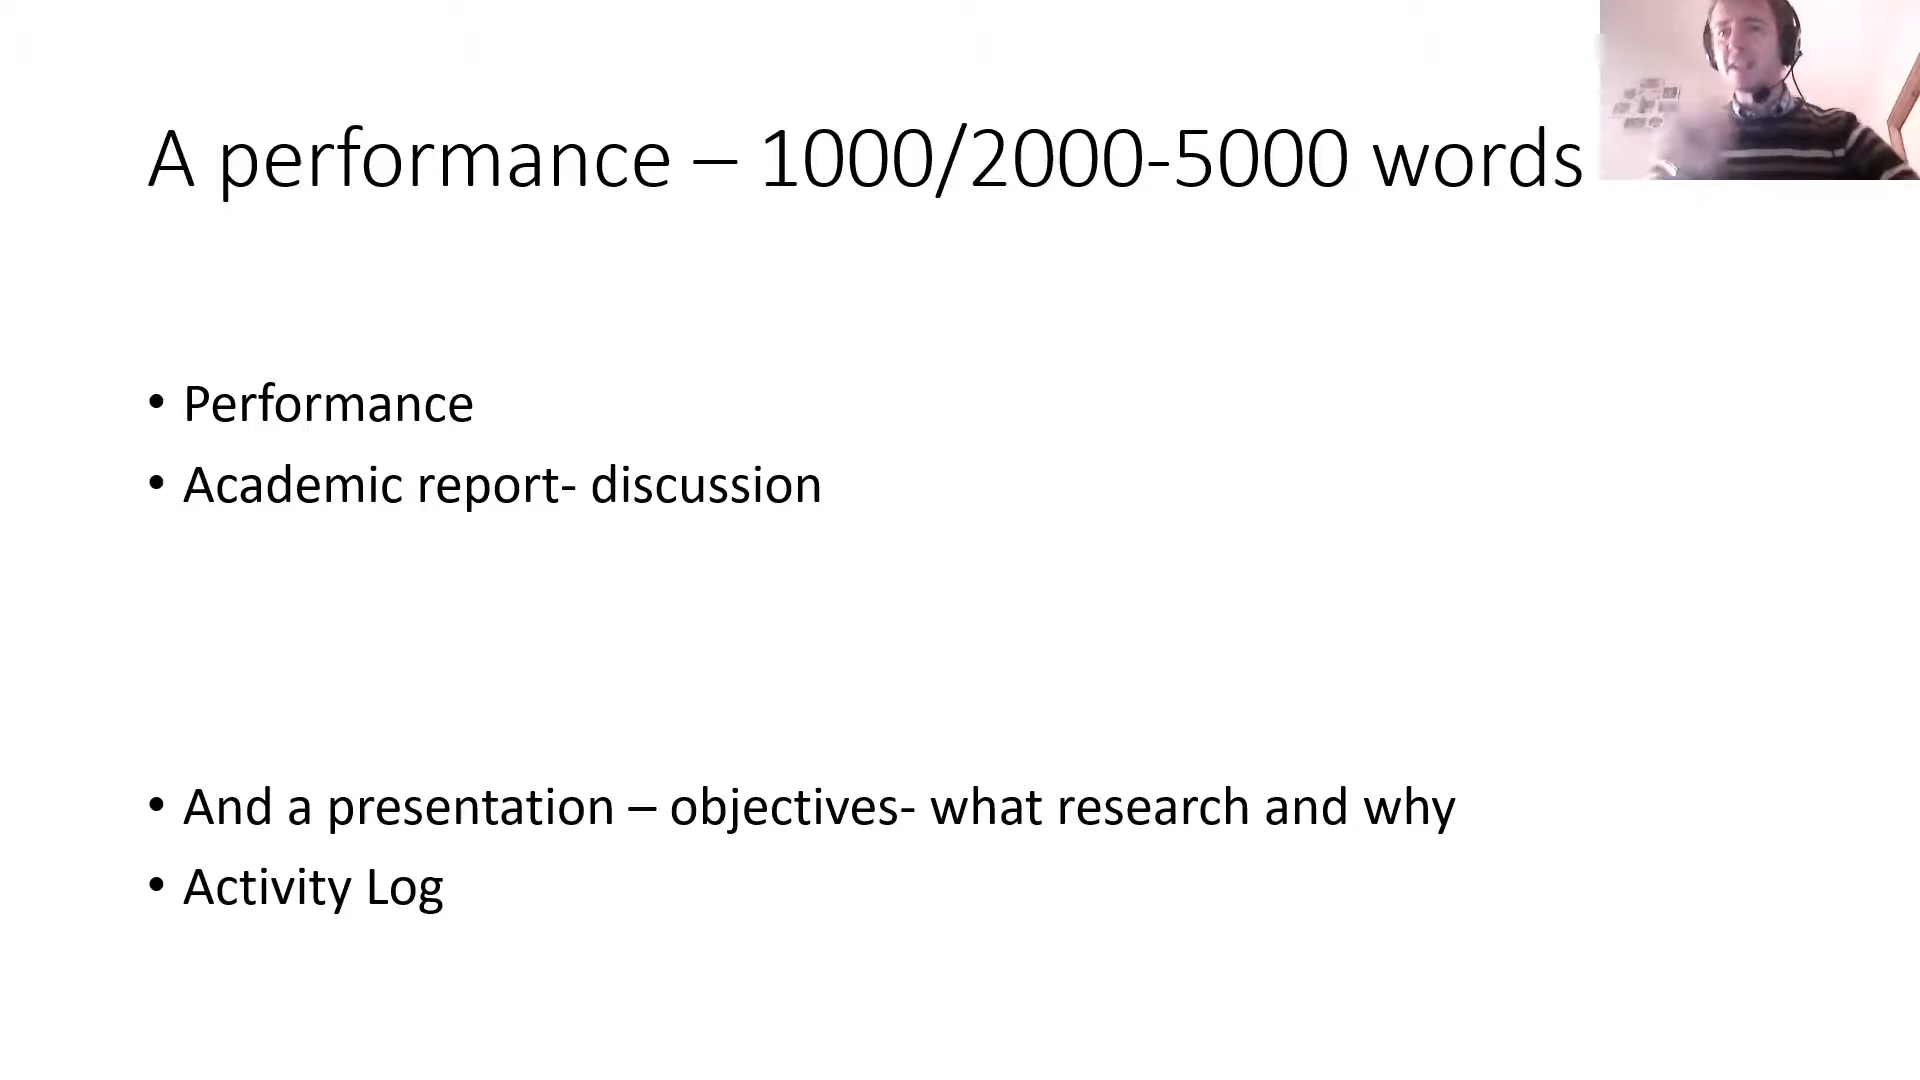 A performance – 1000/2000-5000 words
• Performance
• Academic report- discussion
• And a presentation – objectives- what research and why
• Activity Log